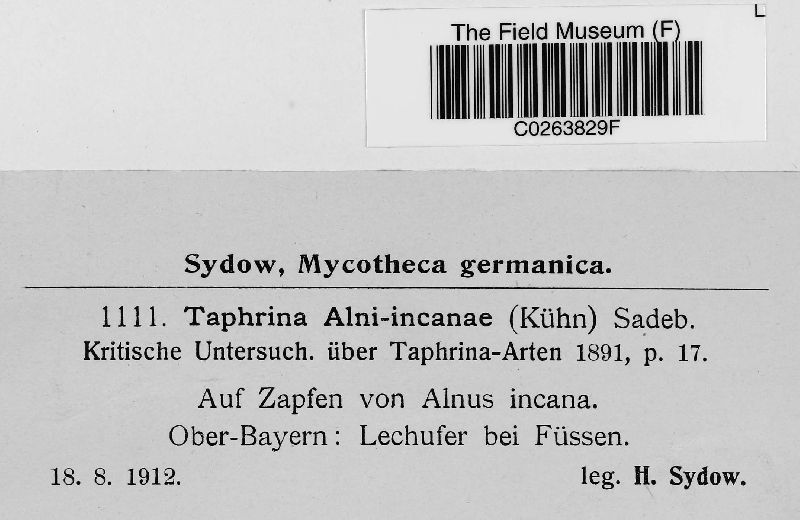 The Field Museum (F)
C0263829F
Sydow, Mycotheca germanica.
1111. Taphrina Alni-incanae (Kühn) Sadeb.
Kritische Untersuch. über Taphrina-Arten 1891, p. 17.
Auf Zapfen von Alnus incana.
Ober-Bayern: Lechufer bei Füssen.
18. 8. 1912. leg. H. Sydow.